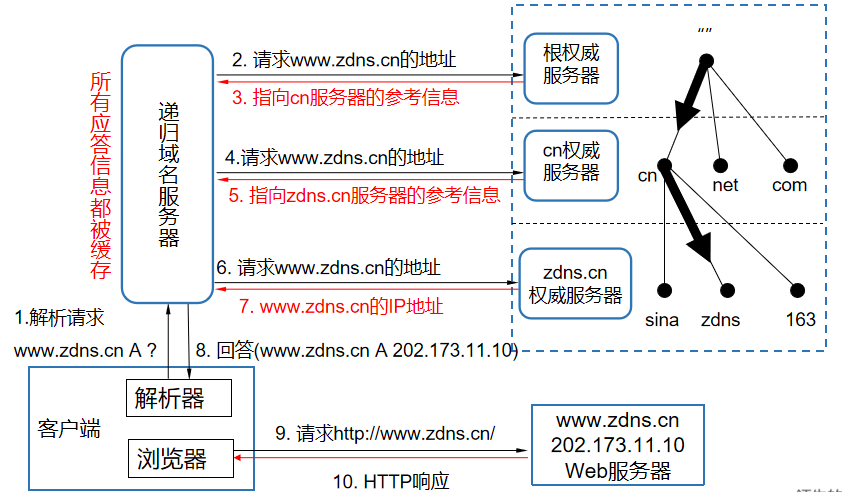 所有应答信息都被缓存
递归域名服务器
2. 请求www.zdns.cn的地址
3. 指向cn服务器的参考信息
根权威
服务器
“”
4.请求www.zdns.cn的地址
5. 指向zdns.cn服务器的参考信息
cn权威
服务器
cn
net
com
6. 请求www.zdns.cn的地址
7. www.zdns.cn的IP地址
zdns.cn
权威服务器
sina
zdns
163
1.解析请求
www.zdns.cn A ?
8. 回答(www.zdns.cn A 202.173.11.10)
客户端
解析器
浏览器
9. 请求http://www.zdns.cn/
10. HTTP响应
www.zdns.cn
202.173.11.10
Web服务器